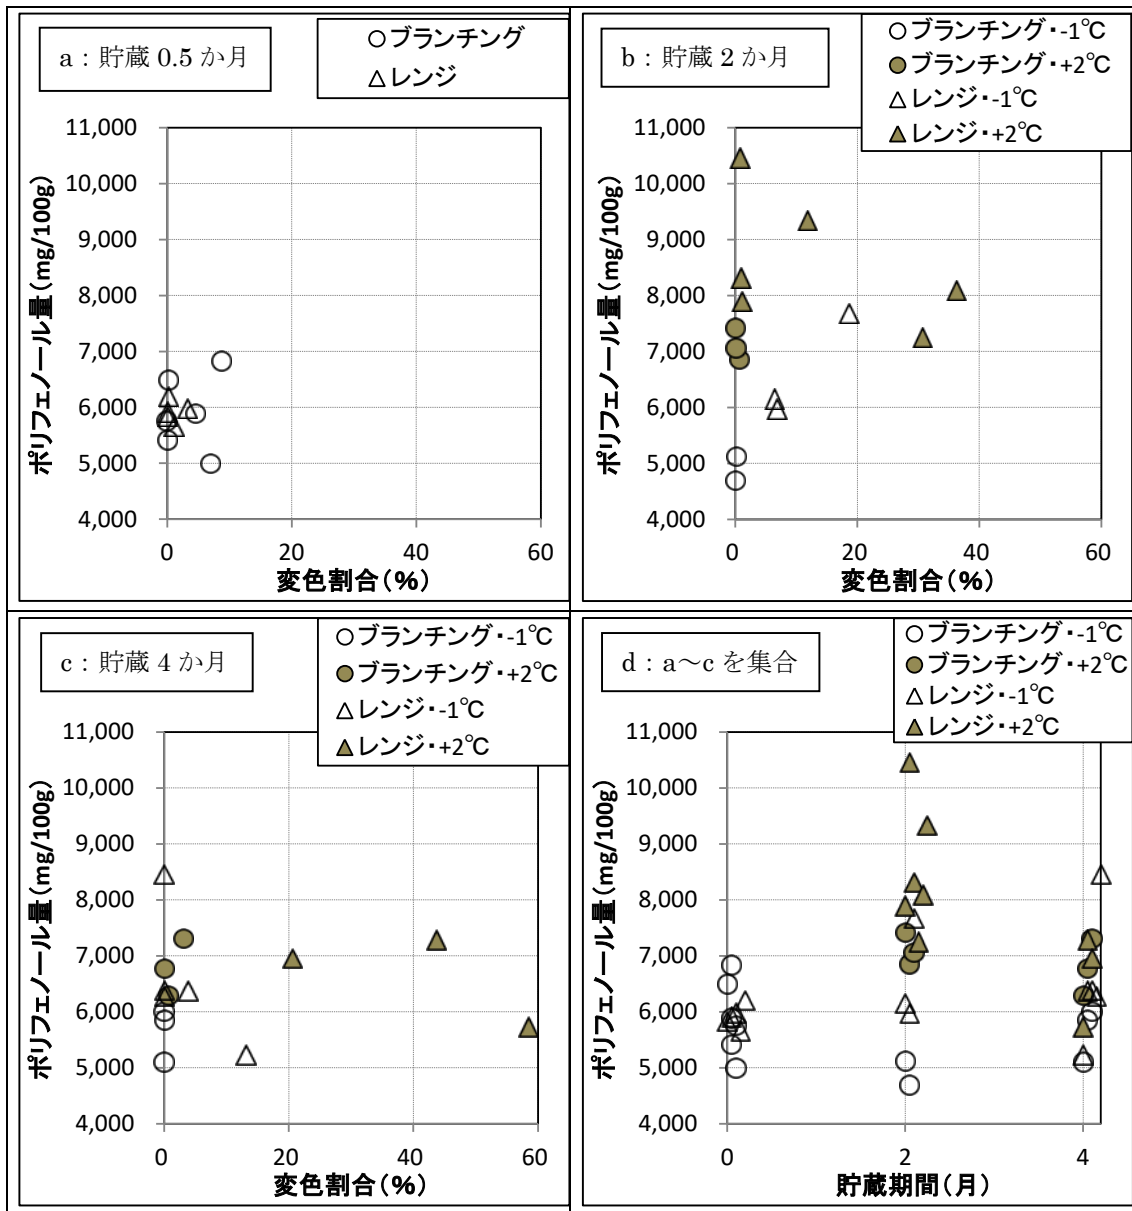 a：貯蔵 0.5 か月
ブランチング
レンジ
11,000
10,000
9,000
8,000
7,000
6,000
5,000
4,000
0
20
40
60
変色割合(%)
ポリフェノール量(mg/100g)
b：貯蔵 2 か月
ブランチング・-1℃
ブランチング・+2℃
レンジ・-1℃
レンジ・+2℃
11,000
10,000
9,000
8,000
7,000
6,000
5,000
4,000
0
20
40
60
変色割合(%)
ポリフェノール量(mg/100g)
c：貯蔵 4 か月
ブランチング・-1℃
ブランチング・+2℃
レンジ・-1℃
レンジ・+2℃
11,000
10,000
9,000
8,000
7,000
6,000
5,000
4,000
0
20
40
60
変色割合(%)
ポリフェノール量(mg/100g)
d：a～c を集合
ブランチング・-1℃
ブランチング・+2℃
レンジ・-1℃
レンジ・+2℃
11,000
10,000
9,000
8,000
7,000
6,000
5,000
4,000
0
2
4
貯蔵期間(月)
ポリフェノール量(mg/100g)